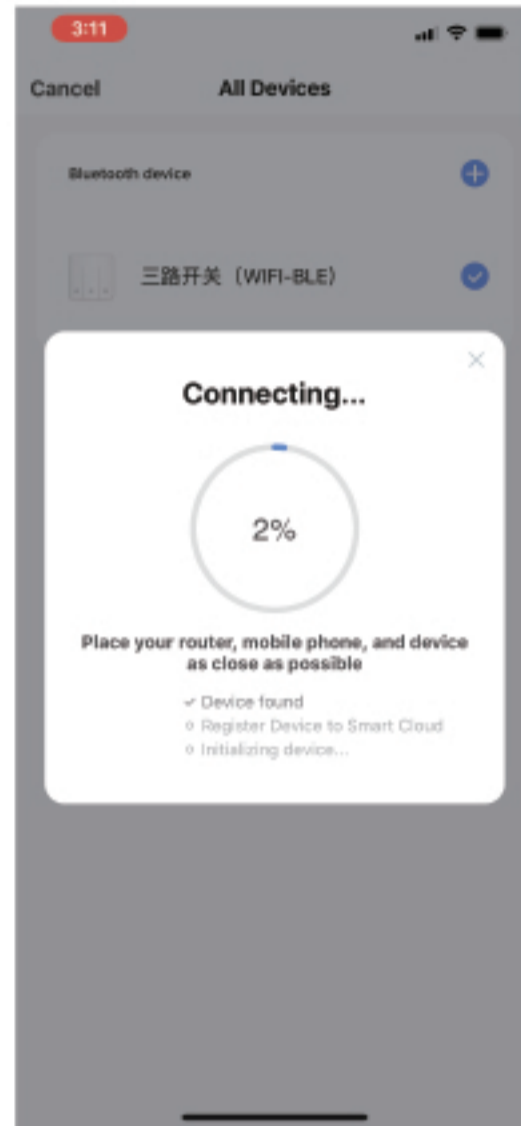 3:11
Cancel
All Devices
Bluetooth device
三路开关（WIFI-BLE）
Connecting...
2%
Place your router, mobile phone, and device
as close as possible
Device found
Register Device to Smart Cloud
Initializing device...